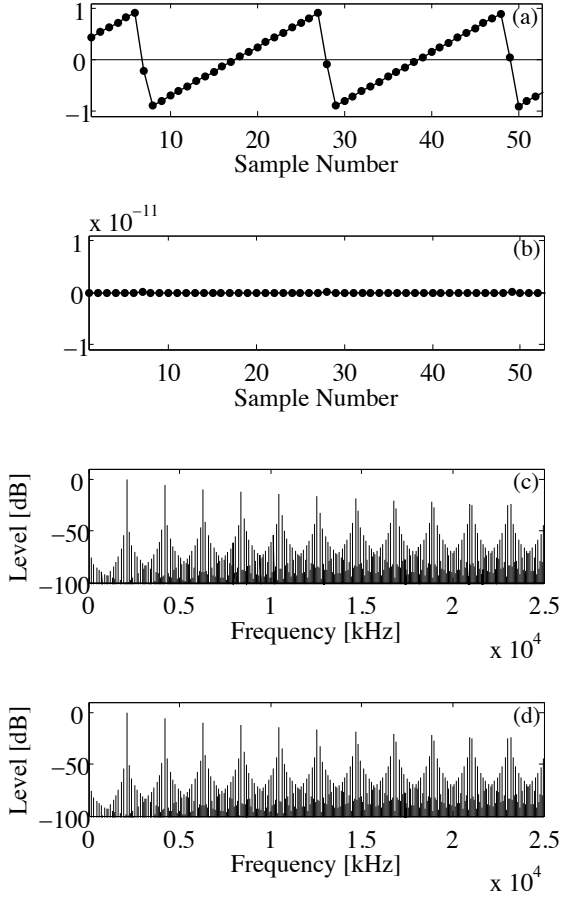 1
(a)
0
−1
10 20 30 40 50
Sample Number
x 10⁻¹¹
1
(b)
0
−1
10 20 30 40 50
Sample Number
0
(c)
−50
−100
Level [dB]
0 0.5 1 1.5 2 2.5
Frequency [kHz]
x 10⁴
0
(d)
−50
−100
Level [dB]
0 0.5 1 1.5 2 2.5
Frequency [kHz]
x 10⁴